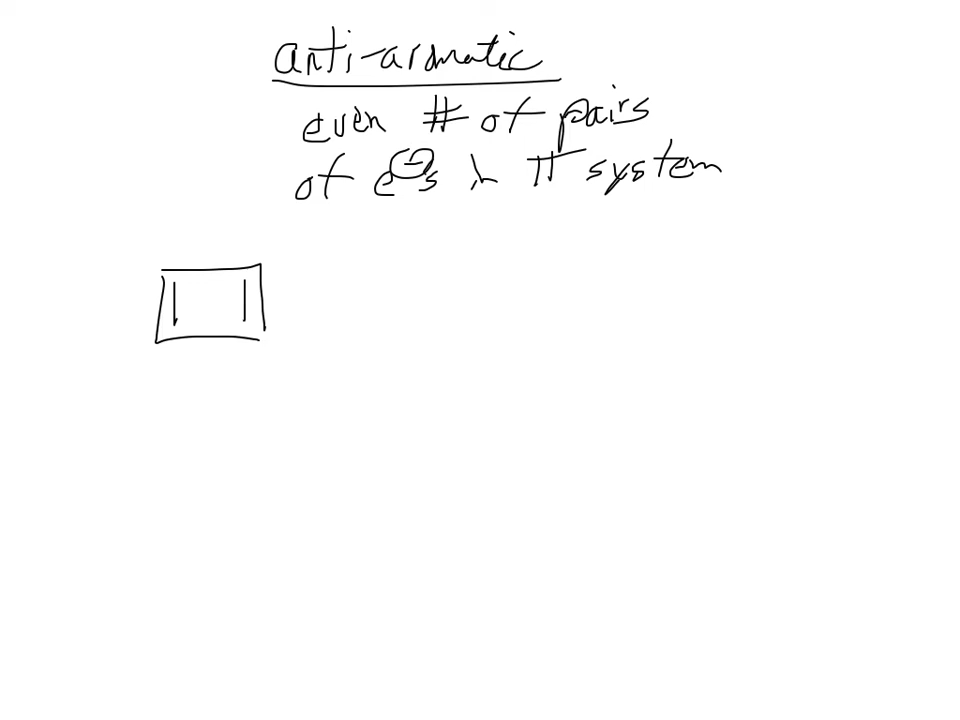 anti-aromatic
even # of pairs
of e⊖s in π system